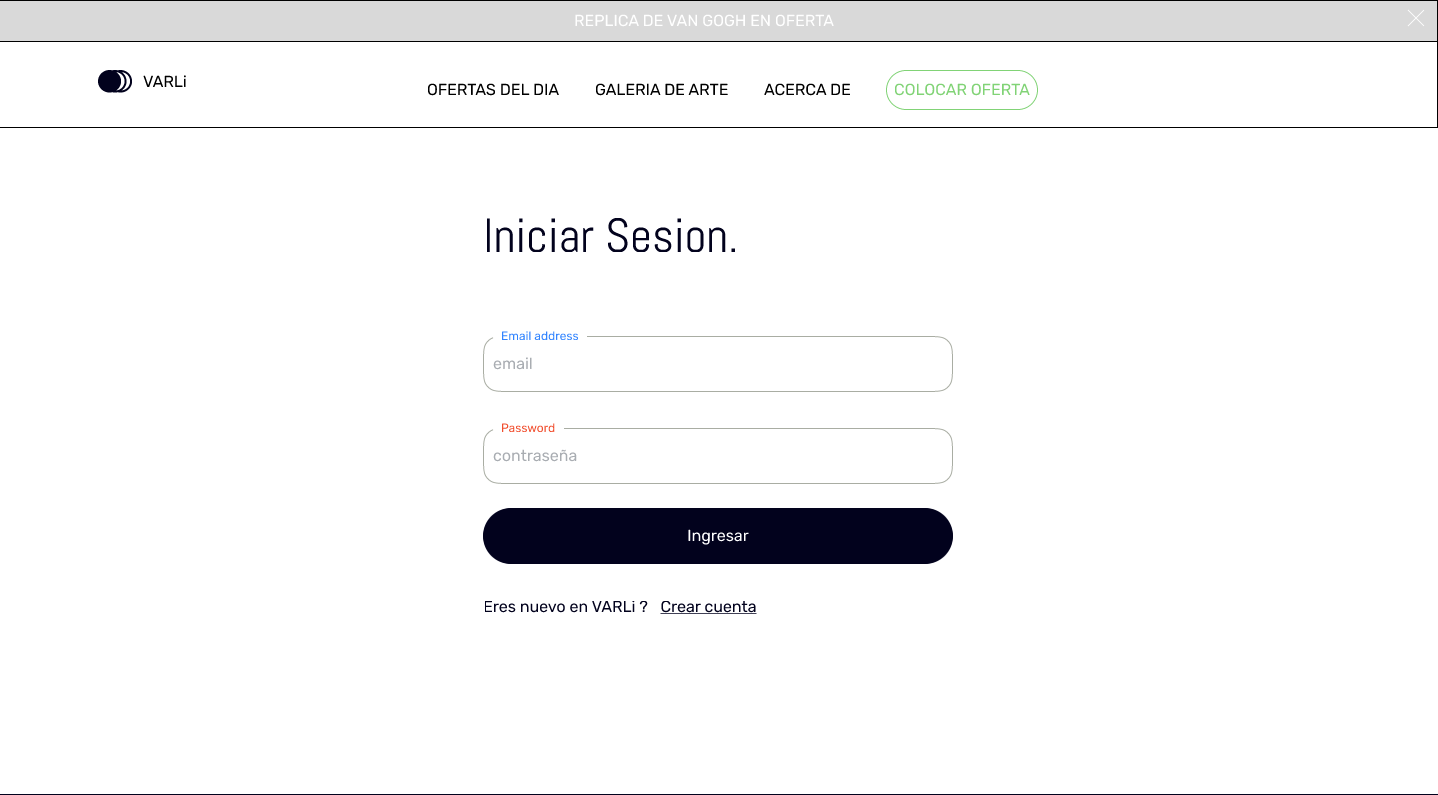 REPLICA DE VAN GOGH EN OFERTA
VARLi
OFERTAS DEL DIA GALERIA DE ARTE ACERCA DE COLOCAR OFERTA
Iniciar Sesion.
Email address
email
Password
contraseña
Ingresar
Eres nuevo en VARLi ? Crear cuenta